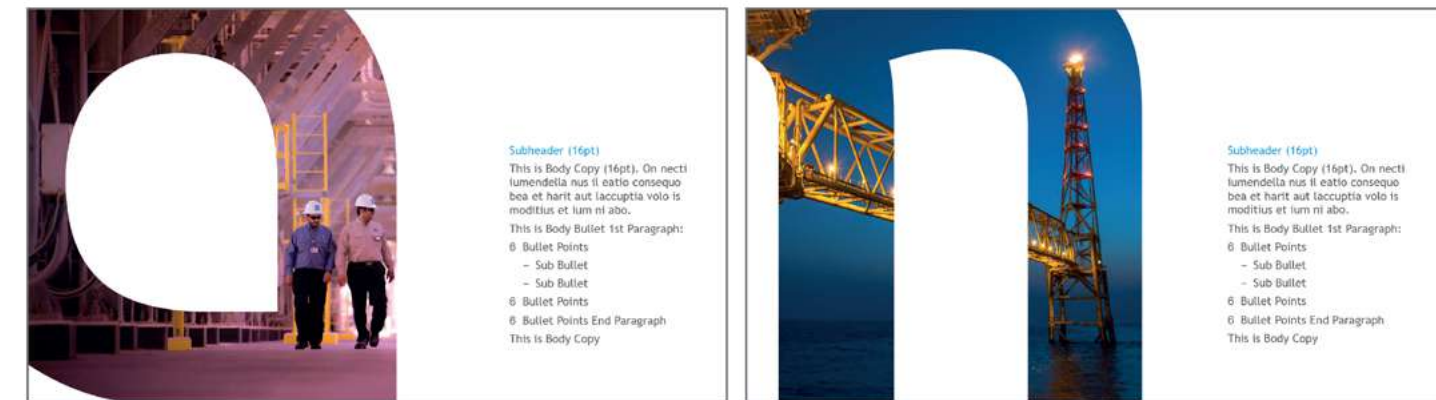 Subheader (16pt)
This is Body Copy (16pt). On necti
iumendella nus il eatio consequo
bea et harit aut laccuptia volo is
moditius et ium ni abo.
This is Body Bullet 1st Paragraph:
6 Bullet Points
– Sub Bullet
– Sub Bullet
6 Bullet Points
6 Bullet Points End Paragraph
This is Body Copy
Subheader (16pt)
This is Body Copy (16pt). On necti
iumendella nus il eatio consequo
bea et harit aut laccuptia volo is
moditius et ium ni abo.
This is Body Bullet 1st Paragraph:
6 Bullet Points
– Sub Bullet
– Sub Bullet
6 Bullet Points
6 Bullet Points End Paragraph
This is Body Copy